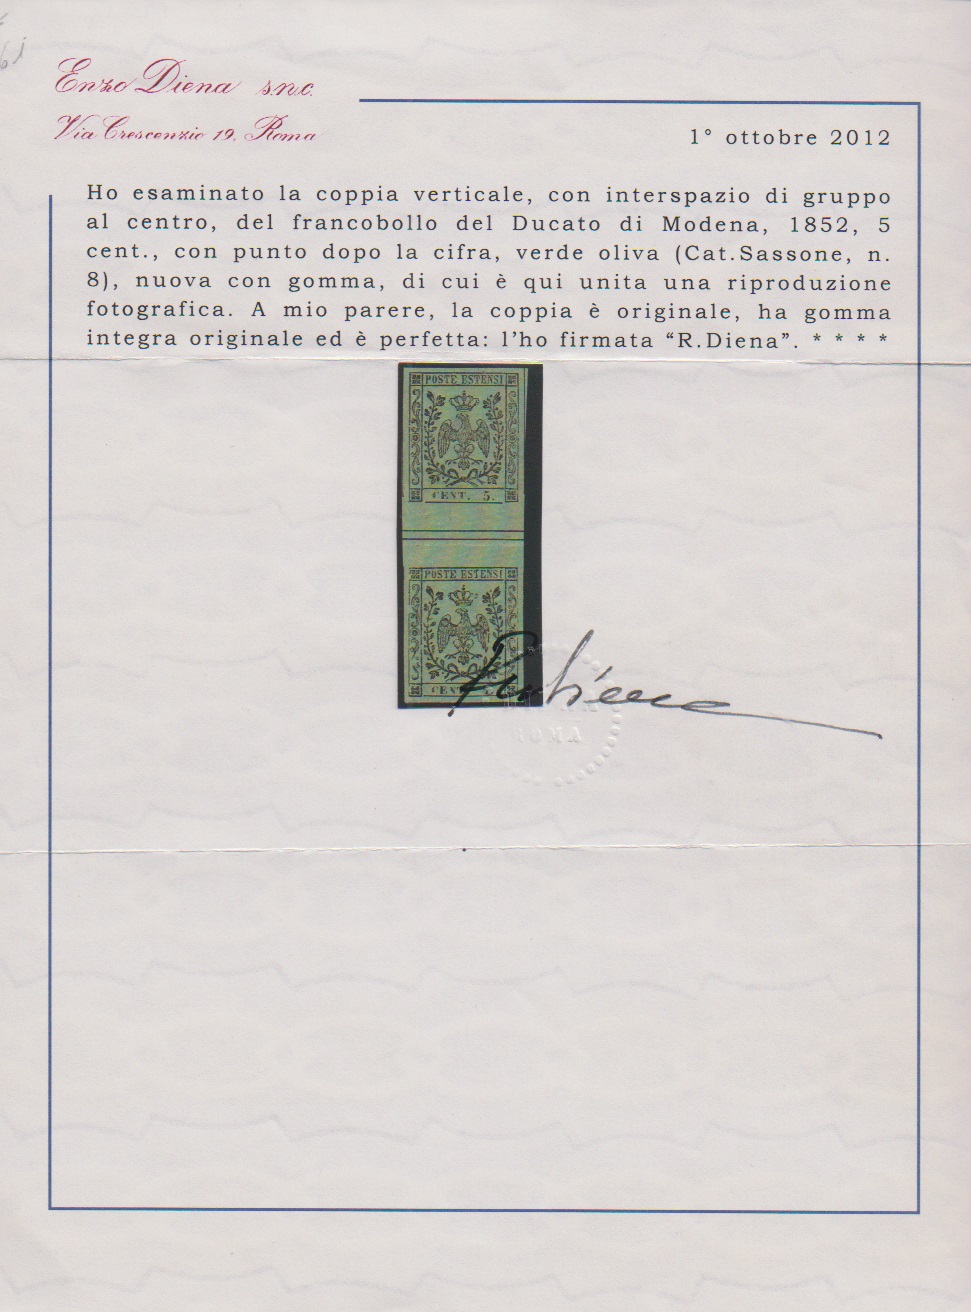 Enzo Diena s.n.c.
Via Crescenzio 19. Roma
1° ottobre 2012
Ho esaminato la coppia verticale, con interspazio di gruppo
al centro, del francobollo del Ducato di Modena, 1852, 5
cent., con punto dopo la cifra, verde oliva (Cat.Sassone, n.
8), nuova con gomma, di cui è qui unita una riproduzione
fotografica. A mio parere, la coppia è originale, ha gomma
integra originale ed è perfetta: l'ho firmata “R.Diena”. * * * *
POSTE ESTENSI
CENT. 5.
POSTE ESTENSI
CENT.
ROMA